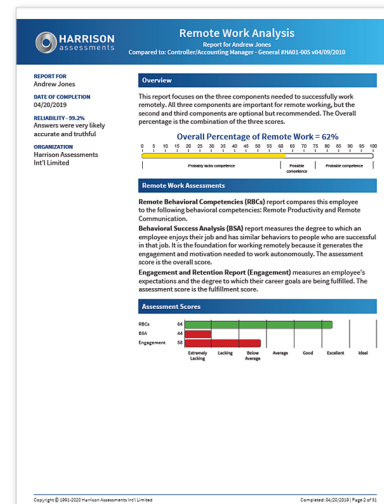 HARRISON
assessments
Remote Work Analysis
Report for Andrew Jones
Compared to: Controller/Accounting Manager - General #HA01-005 v04/09/2010
REPORT FOR
Andrew Jones
DATE OF COMPLETION
04/20/2019
RELIABILITY - 99.2%
Answers were very likely
accurate and truthful
ORGANIZATION
Harrison Assessments
Int'l Limited
Overview
This report focuses on the three components needed to successfully work
remotely. All three components are important for remote working, but the
second and third components are optional but recommended. The Overall
percentage is the combination of the three scores.
Overall Percentage of Remote Work = 62%
0 5 10 15 20 25 30 35 40 45 50 55 60 65 70 75 80 85 90 95 100
Probably lacks competence Possible Probable competence
competence
Remote Work Assessments
Remote Behavioral Competencies (RBCs) report compares this employee
to the following behavioral competencies: Remote Productivity and Remote
Communication.
Behavioral Success Analysis (BSA) report measures the degree to which an
employee enjoys their job and has similar behaviors to people who are successful
in that job. It is the foundation for working remotely because it generates the
engagement and motivation needed to work autonomously. The assessment
score is the overall score.
Engagement and Retention Report (Engagement) measures an employee's
expectations and the degree to which their career goals are being fulfilled. The
assessment score is the fulfillment score.
Assessment Scores
RBCs 84
BSA 44
Engagement 58
Extremely Lacking Below Average Good Excellent Ideal
Lacking Average
Copyright © 1991-2020 Harrison Assessments Int'l Limited
Completed: 04/20/2019 | Page 2 of 31